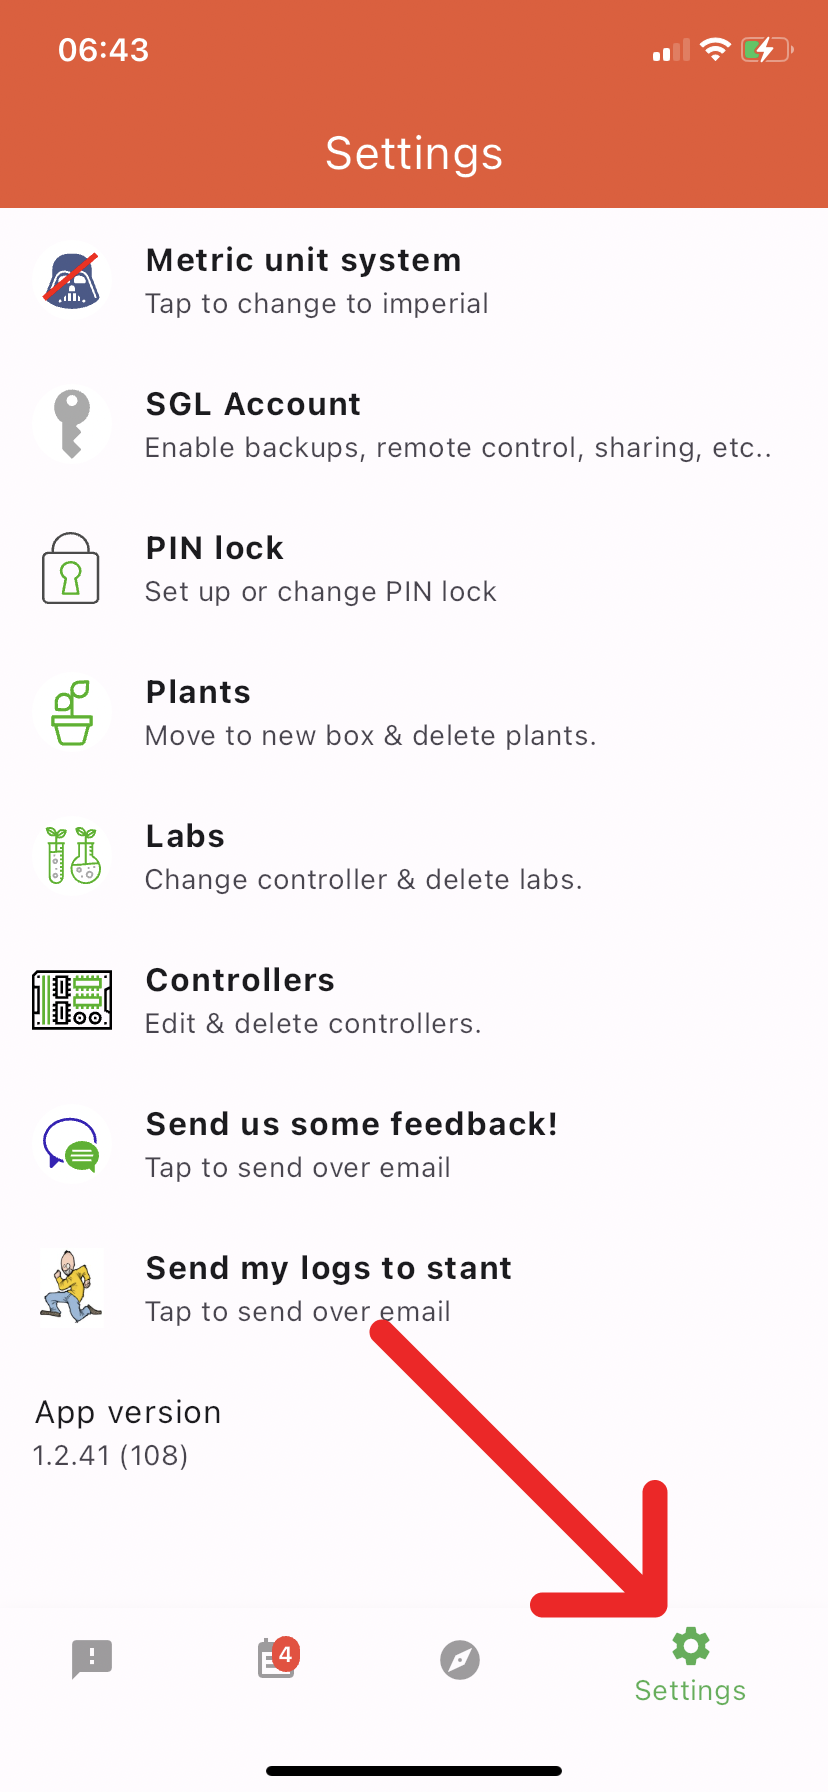 06:43
Settings
Metric unit system
Tap to change to imperial
SGL Account
Enable backups, remote control, sharing, etc..
PIN lock
Set up or change PIN lock
Plants
Move to new box & delete plants.
Labs
Change controller & delete labs.
Controllers
Edit & delete controllers.
Send us some feedback!
Tap to send over email
Send my logs to stant
Tap to send over email
App version
1.2.41 (108)
4
Settings